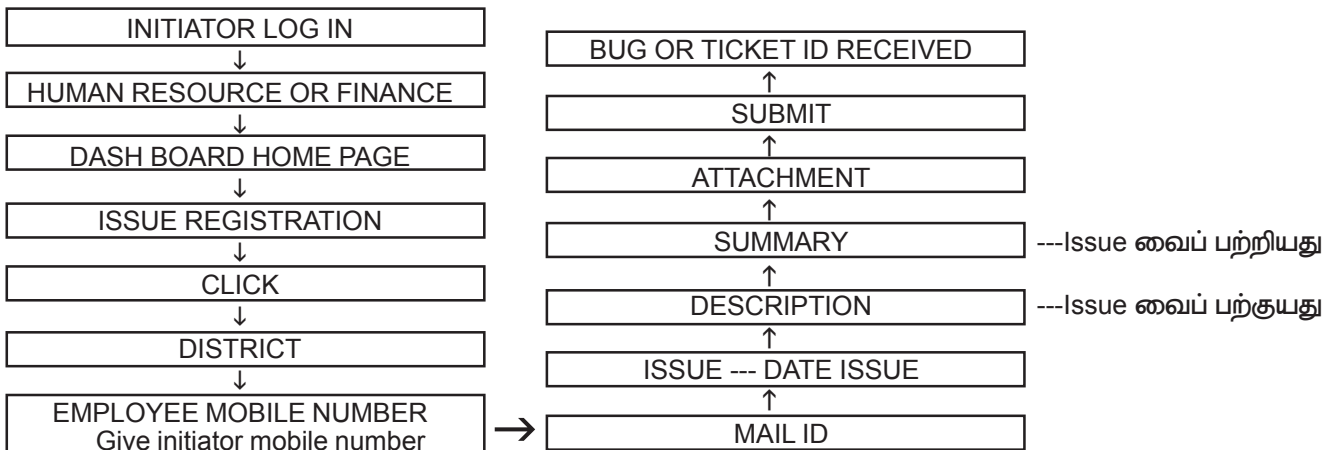 INITIATOR LOG IN
↓
HUMAN RESOURCE OR FINANCE
↓
DASH BOARD HOME PAGE
↓
ISSUE REGISTRATION
↓
CLICK
↓
DISTRICT
↓
EMPLOYEE MOBILE NUMBER
Give initiator mobile number
→
BUG OR TICKET ID RECEIVED
↑
SUBMIT
↑
ATTACHMENT
↑
SUMMARY ---Issue வைப் பற்றியது
↑
DESCRIPTION ---Issue வைப் பற்குயது
↑
ISSUE --- DATE ISSUE
↑
MAIL ID